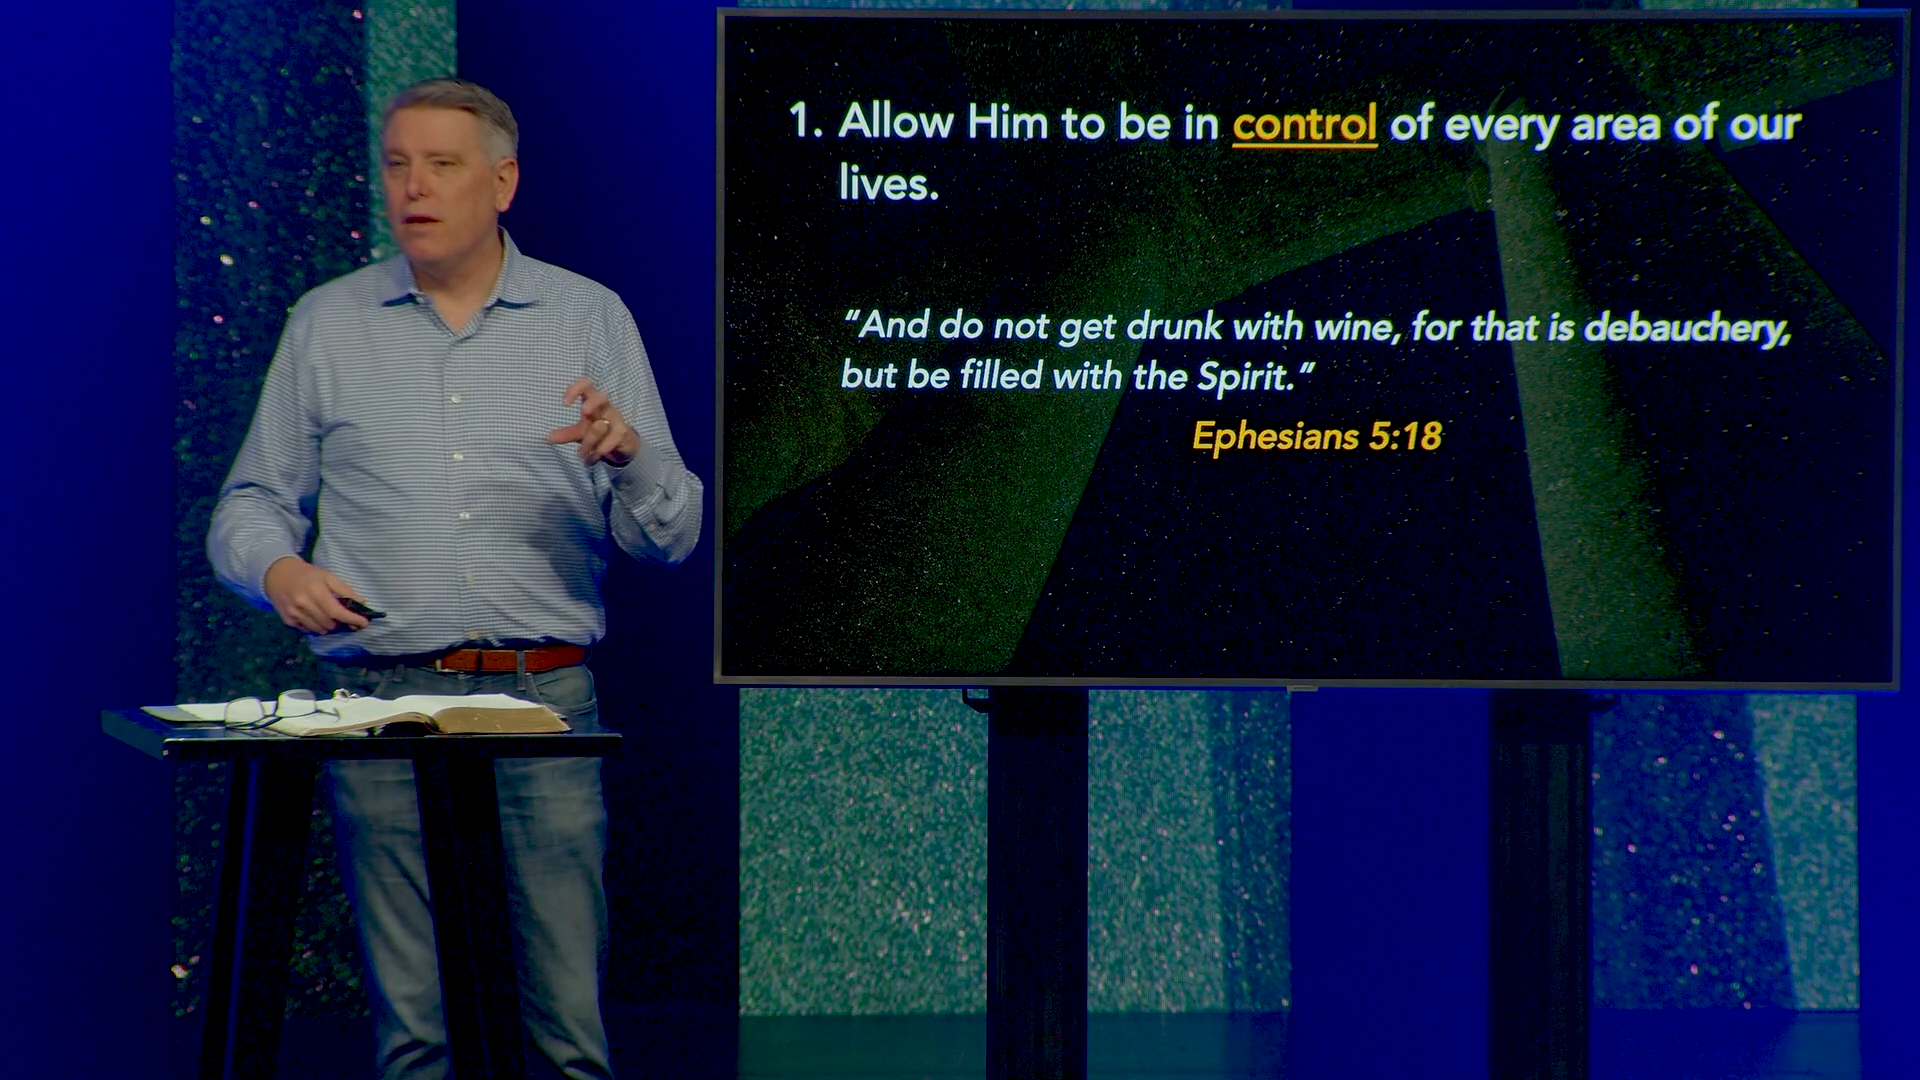 1. Allow Him to be in control of every area of our
lives.
“And do not get drunk with wine, for that is debauchery,
but be filled with the Spirit.”
Ephesians 5:18